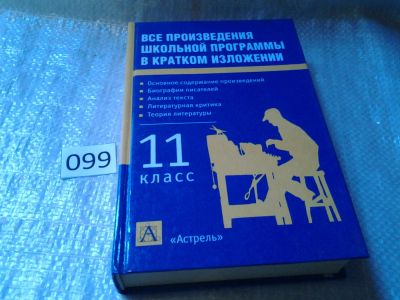 ВСЕ ПРОИЗВЕДЕНИЯ
ШКОЛЬНОЙ ПРОГРАММЫ
В КРАТКОМ ИЗЛОЖЕНИИ
Основное содержание произведений
Биографии писателей
Анализ текста
Литературная критика
Теория литературы
099
11
класс
А
«Астрель»